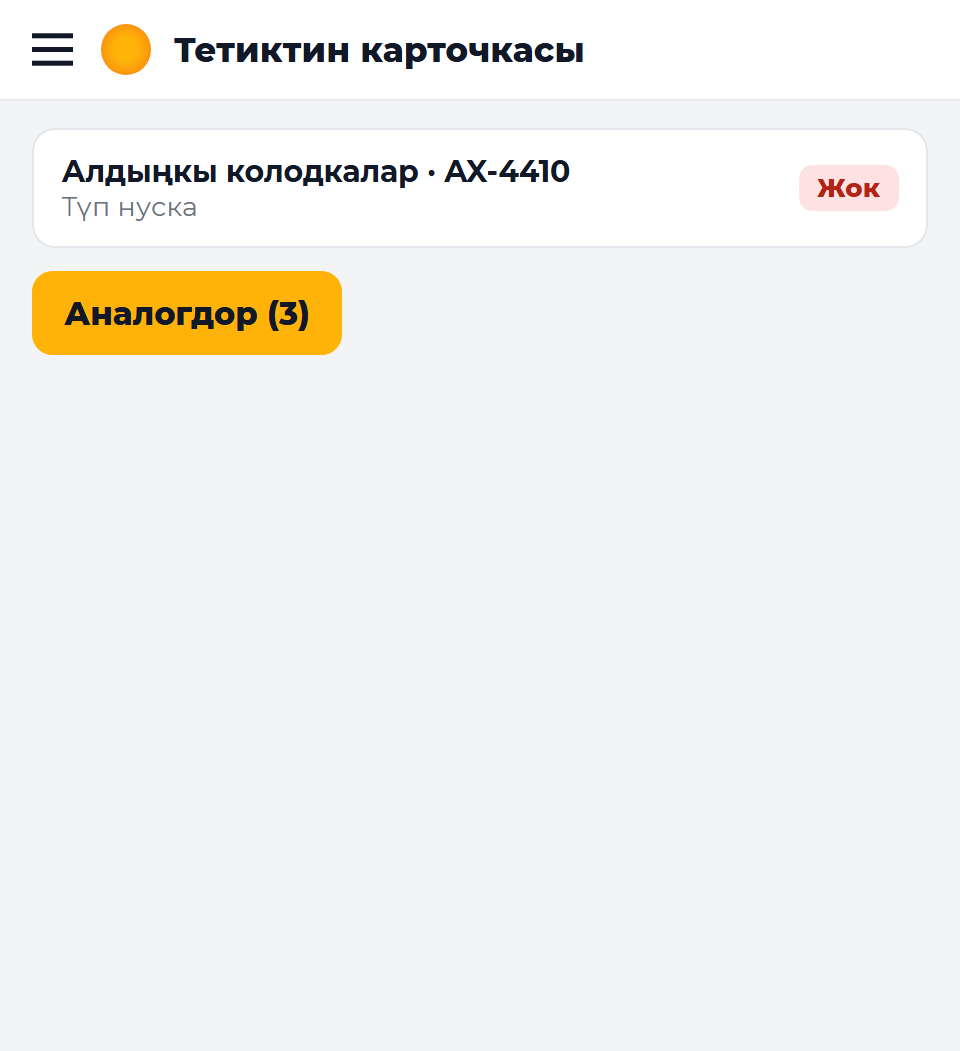 Тетиктин карточкасы
Алдыңкы колодкалар · AX-4410
Түп нуска
Жок
Аналогдор (3)